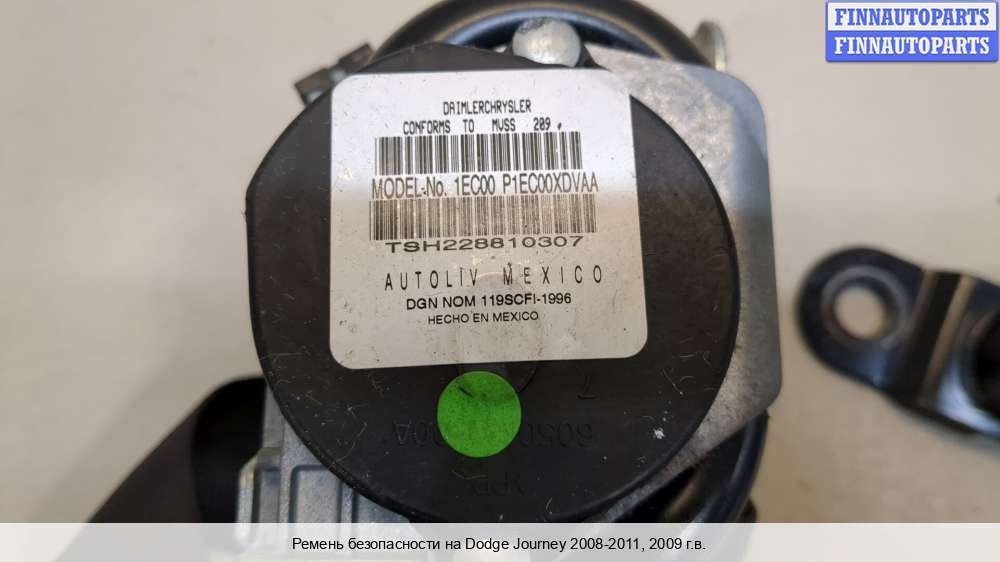 FINNAUTOPARTS
FINNAUTOPARTS
DAIMLERCHRYSLER
CONFORMS TO MVSS 209.
MODEL-No. 1EC00 P1EC00XDVAA
TSH228810307
AUTOLIV MEXICO
DGN NOM 119SCFI-1996
HECHO EN MEXICO
Ремень безопасности на Dodge Journey 2008-2011, 2009 г.в.